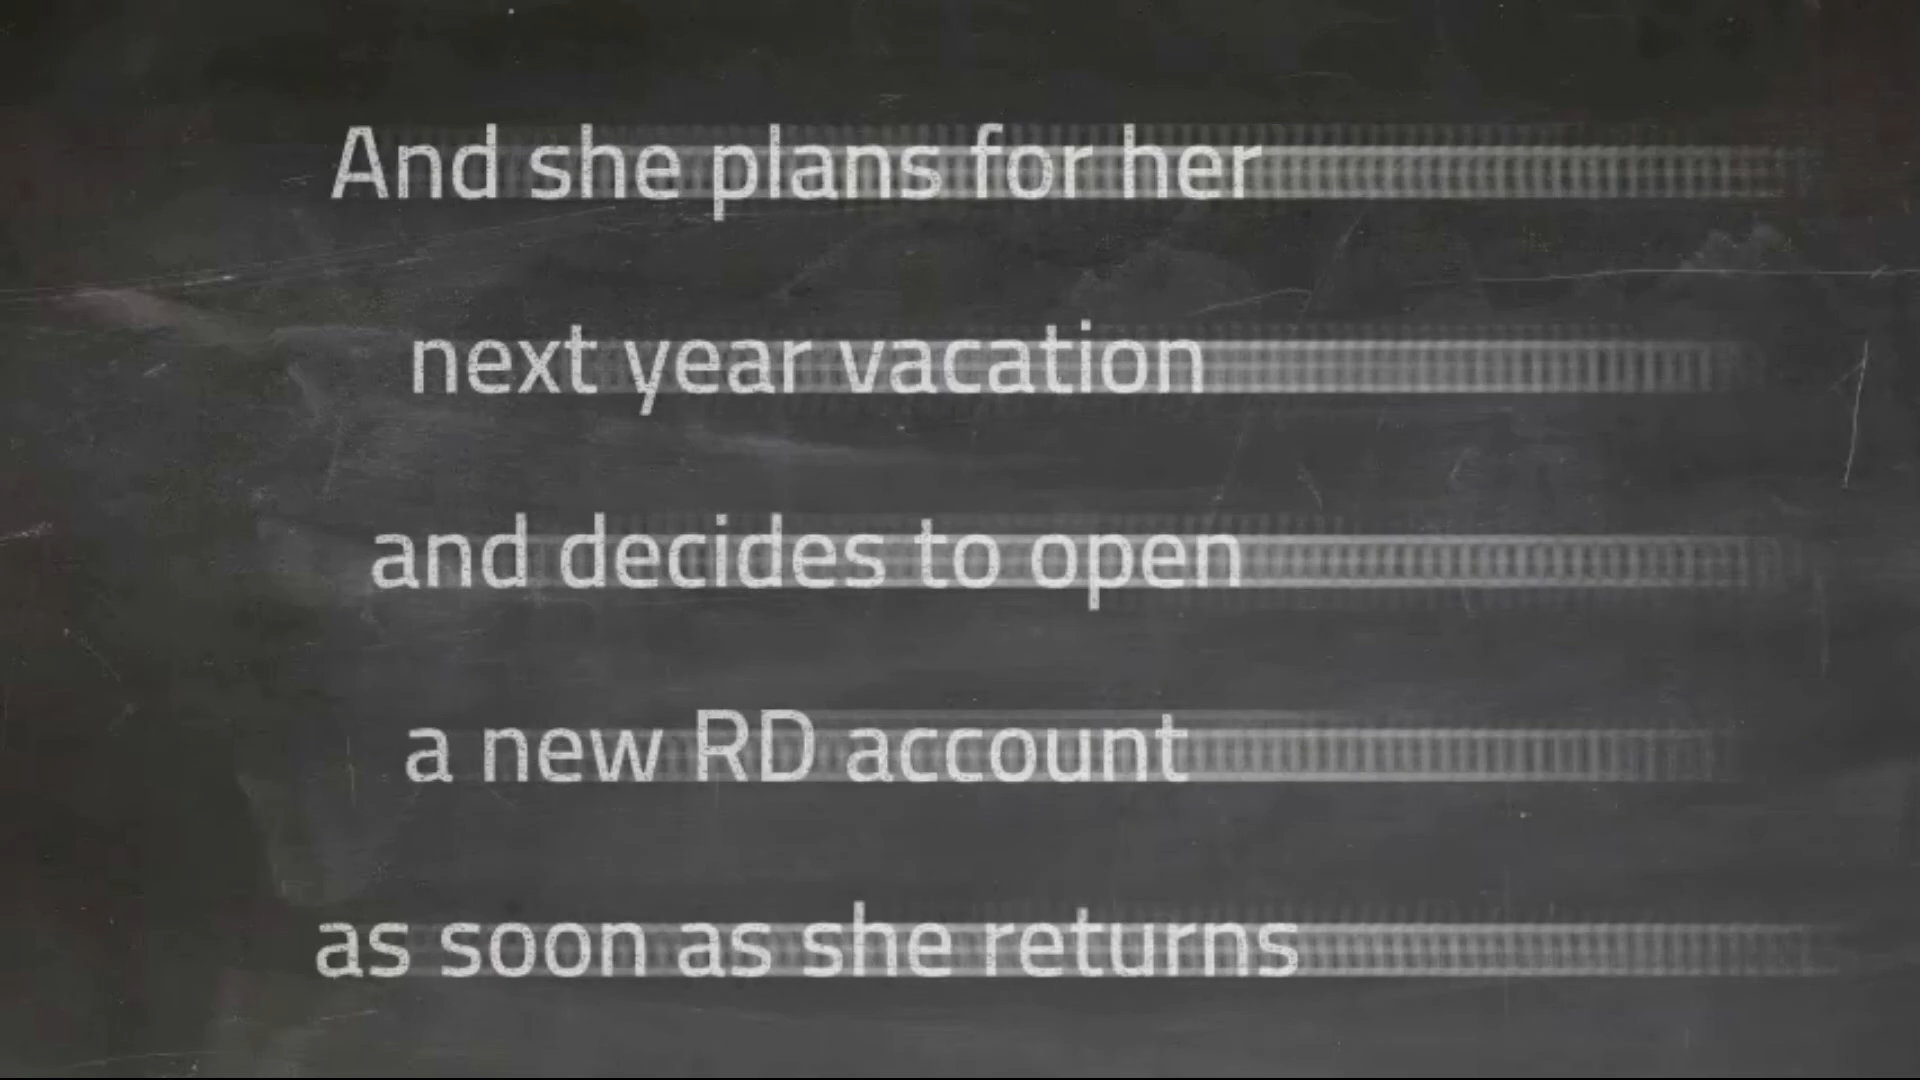 And she plans for her
next year vacation
and decides to open
a new RD account
as soon as she returns